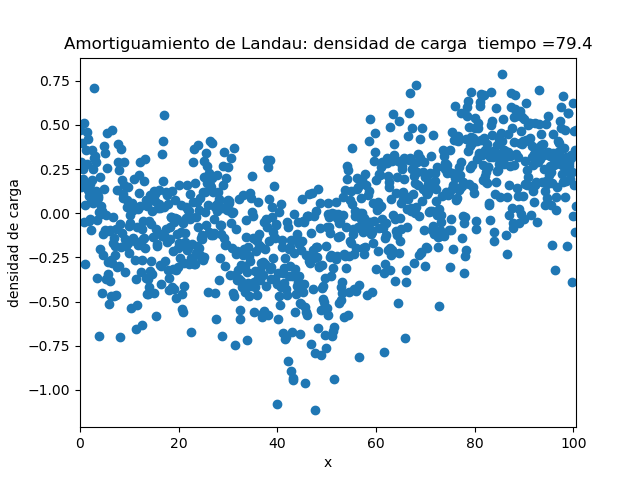 Amortiguamiento de Landau: densidad de carga  tiempo =79.4
0.75
0.50
0.25
0.00
−0.25
−0.50
−0.75
−1.00
densidad de carga
0 20 40 60 80 100
x